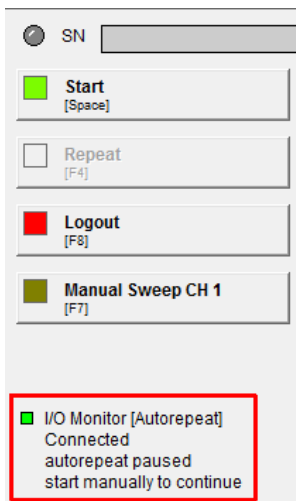 SN
Start
[Space]
Repeat
[F4]
Logout
[F8]
Manual Sweep CH 1
[F7]
I/O Monitor [Autorepeat]
Connected
autorepeat paused
start manually to continue